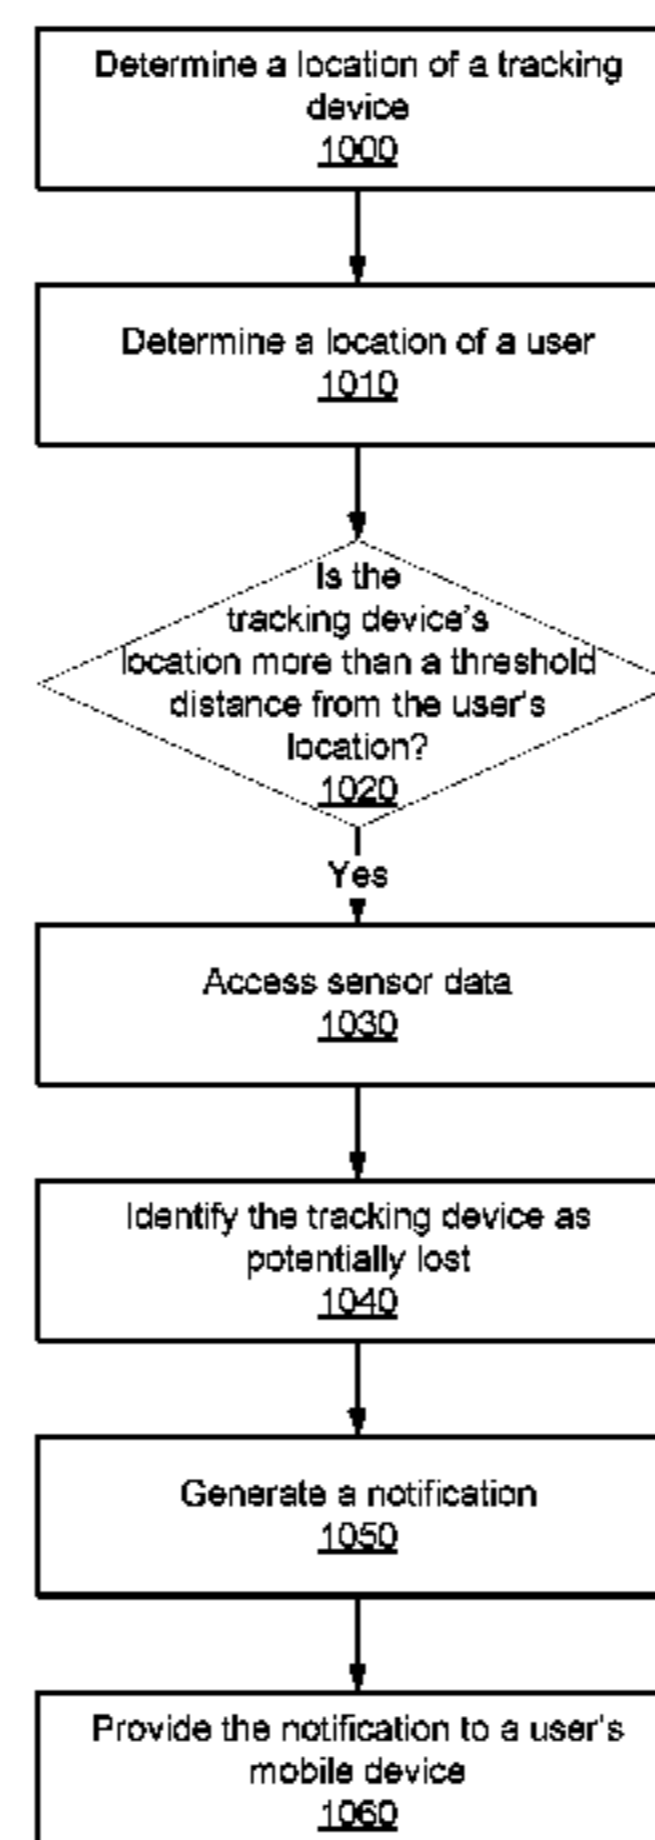 Determine a location of a tracking
device
1000
Determine a location of a user
1010
Is the
tracking device's
location more than a threshold
distance from the user's
location?
1020
Yes
Access sensor data
1030
Identify the tracking device as
potentially lost
1040
Generate a notification
1050
Provide the notification to a user's
mobile device
1060